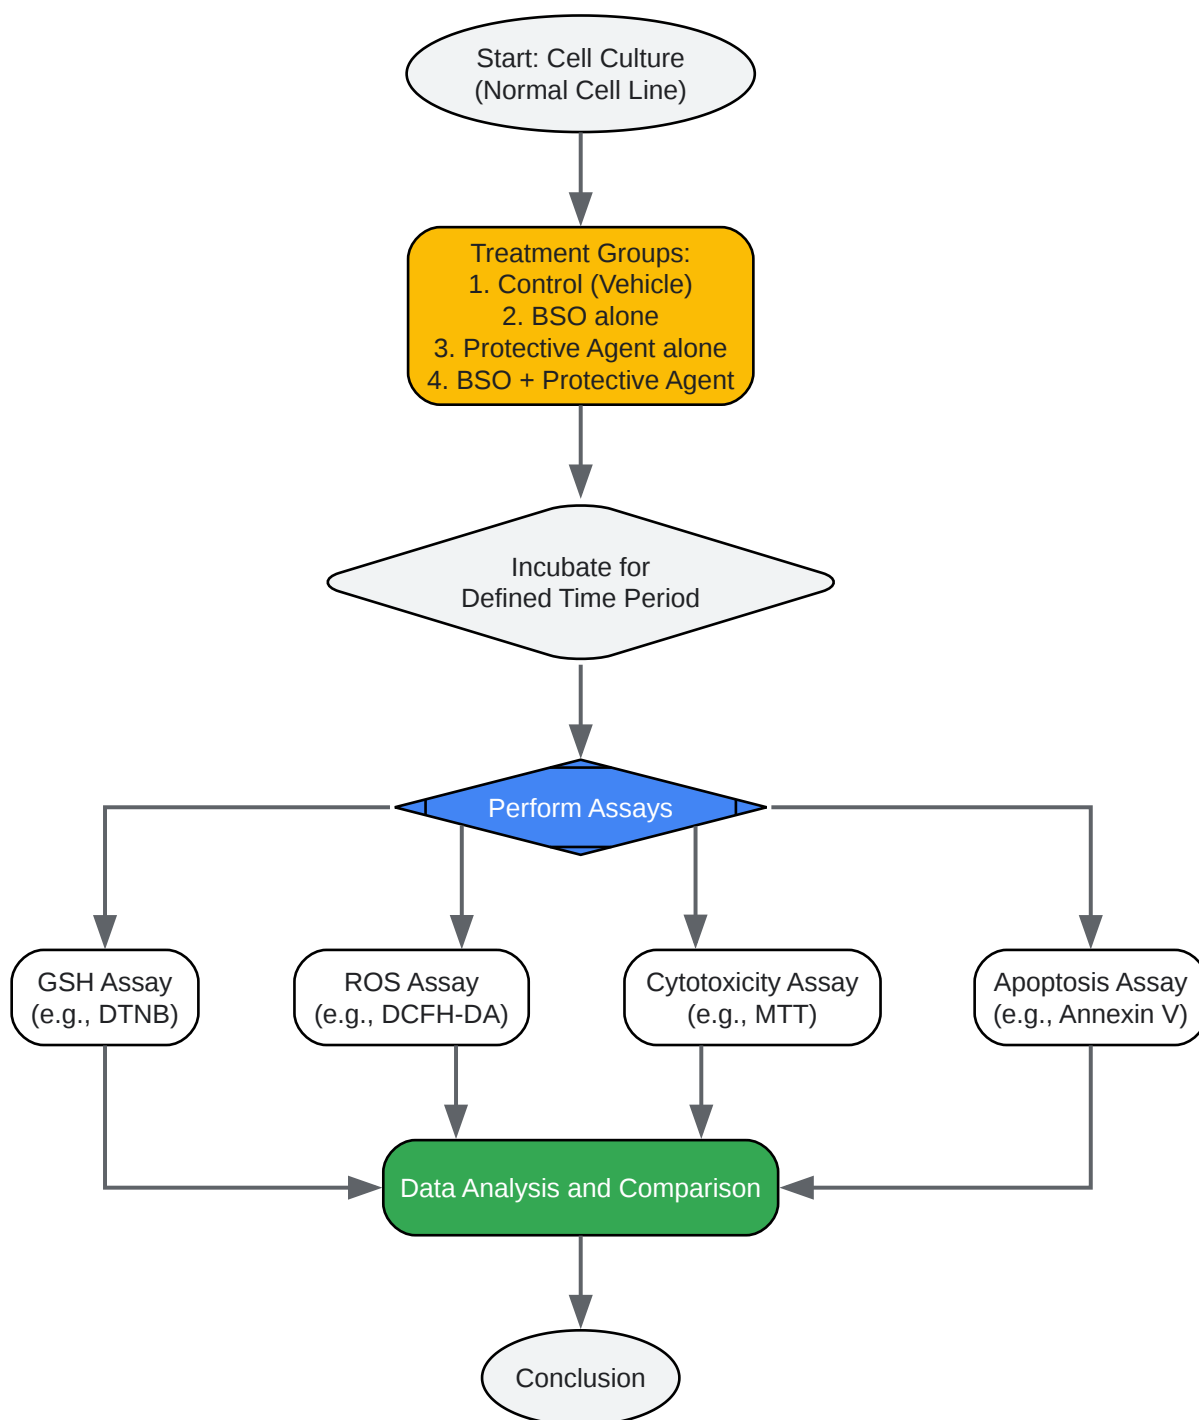 Start: Cell Culture
(Normal Cell Line)
Treatment Groups:
1. Control (Vehicle)
2. BSO alone
3. Protective Agent alone
4. BSO + Protective Agent
Incubate for
Defined Time Period
Perform Assays
GSH Assay
(e.g., DTNB)
ROS Assay
(e.g., DCFH-DA)
Cytotoxicity Assay
(e.g., MTT)
Apoptosis Assay
(e.g., Annexin V)
Data Analysis and Comparison
Conclusion